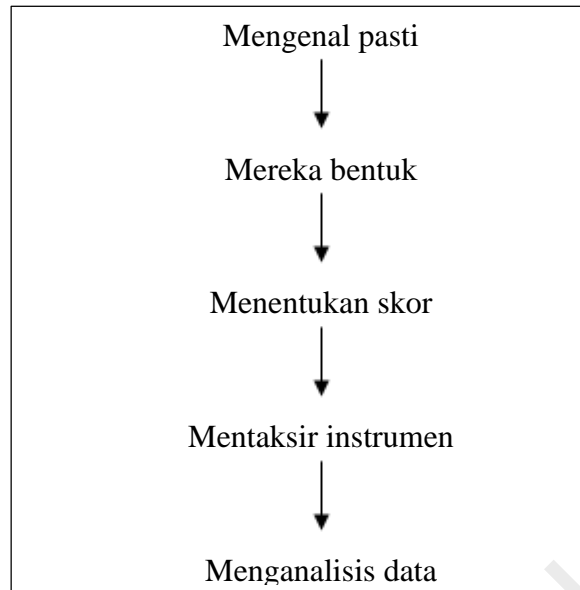 Mengenal pasti
Mereka bentuk
Menentukan skor
Mentaksir instrumen
Menganalisis data